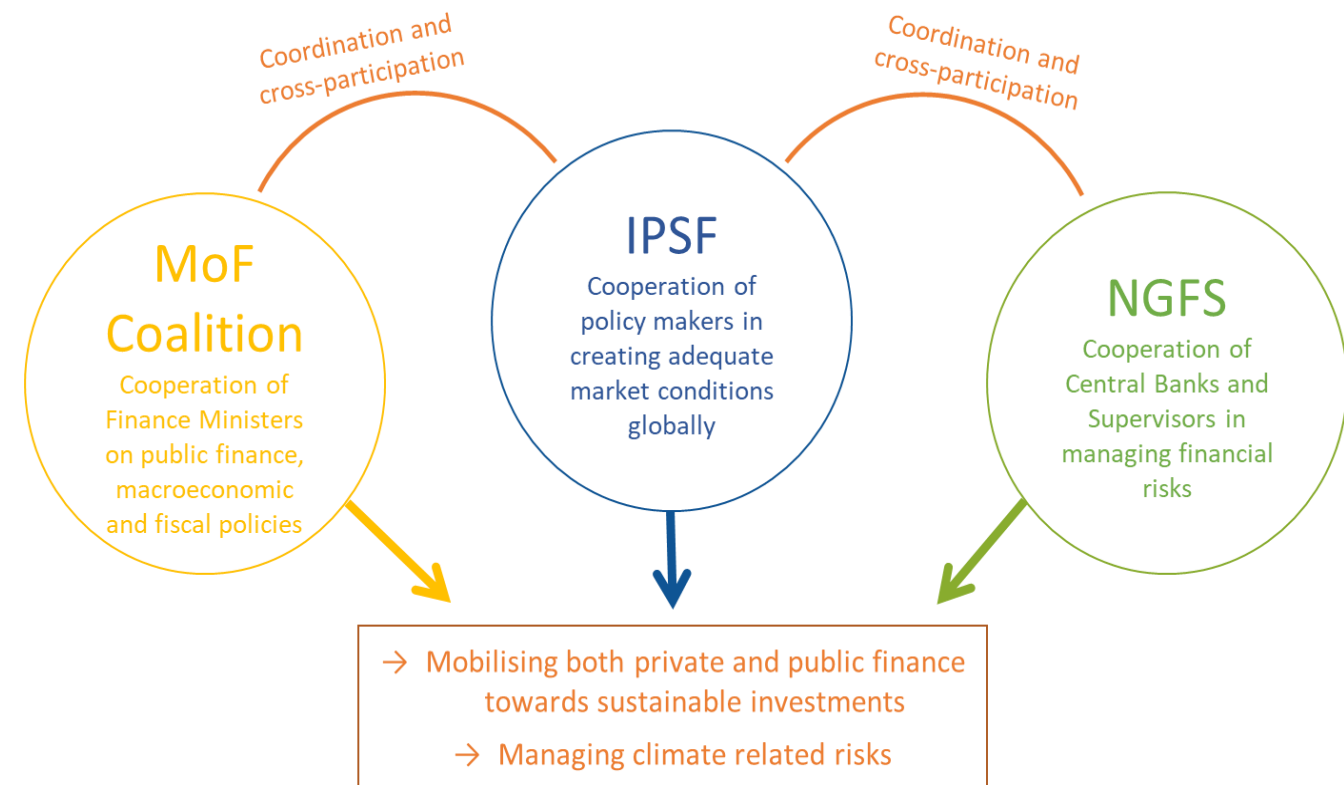 Coordination and
cross-participation
Coordination and
cross-participation
MoF
Coalition
Cooperation of
Finance Ministers
on public finance,
macroeconomic
and fiscal policies
IPSF
Cooperation of
policy makers in
creating adequate
market conditions
globally
NGFS
Cooperation of
Central Banks and
Supervisors in
managing financial
risks
→ Mobilising both private and public finance
towards sustainable investments
→ Managing climate related risks